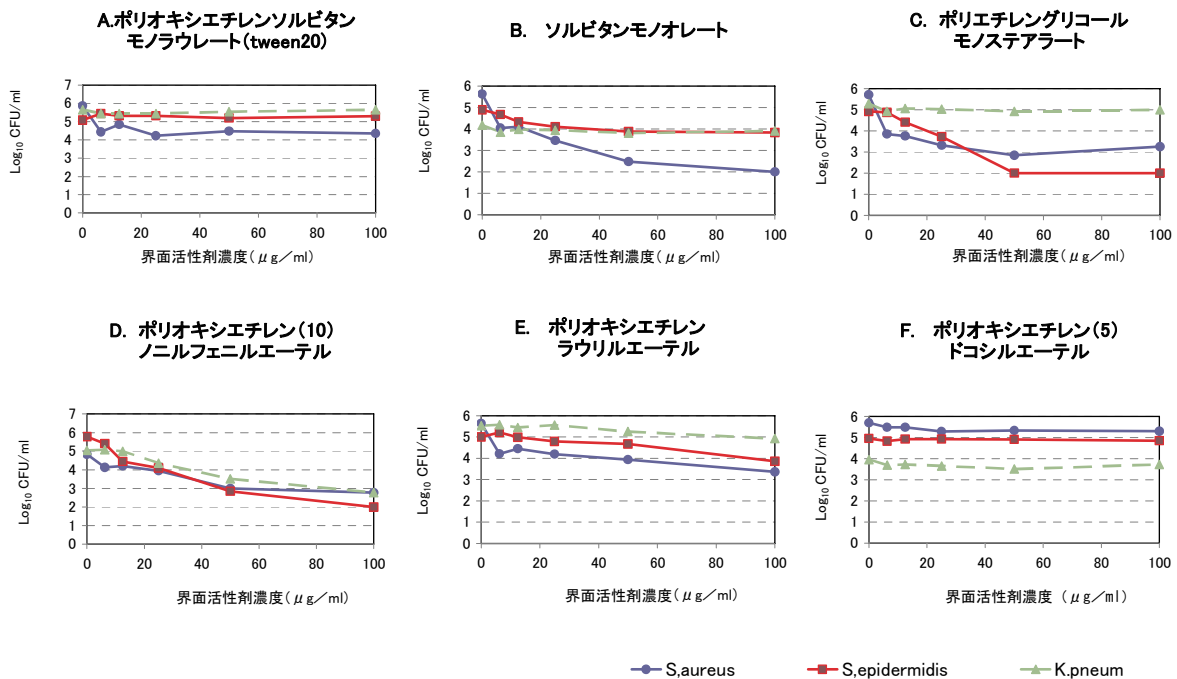 A.ポリオキシエチレンソルビタン
モノラウレート(tween20)
Log10 CFU/ml
7
6
5
4
3
2
1
0
0 20 40 60 80 100
界面活性剤濃度(μg/ml)
B. ソルビタンモノオレート
Log10 CFU/ml
6
5
4
3
2
1
0
0 20 40 60 80 100
界面活性剤濃度(μg/ml)
C. ポリエチレングリコール
モノステアラート
Log10 CFU/ml
6
5
4
3
2
1
0
0 20 40 60 80 100
界面活性剤濃度(μg/ml)
D. ポリオキシエチレン(10)
ノニルフェニルエーテル
Log10 CFU/ml
7
6
5
4
3
2
1
0
0 20 40 60 80 100
界面活性剤濃度(μg/ml)
E. ポリオキシエチレン
ラウリルエーテル
Log10 CFU/ml
6
5
4
3
2
1
0
0 20 40 60 80 100
界面活性剤濃度(μg/ml)
F. ポリオキシエチレン(5)
ドコシルエーテル
Log10 CFU/ml
6
5
4
3
2
1
0
0 20 40 60 80 100
界面活性剤濃度 (μg/ml)
S,aureus S,epidermidis K.pneum